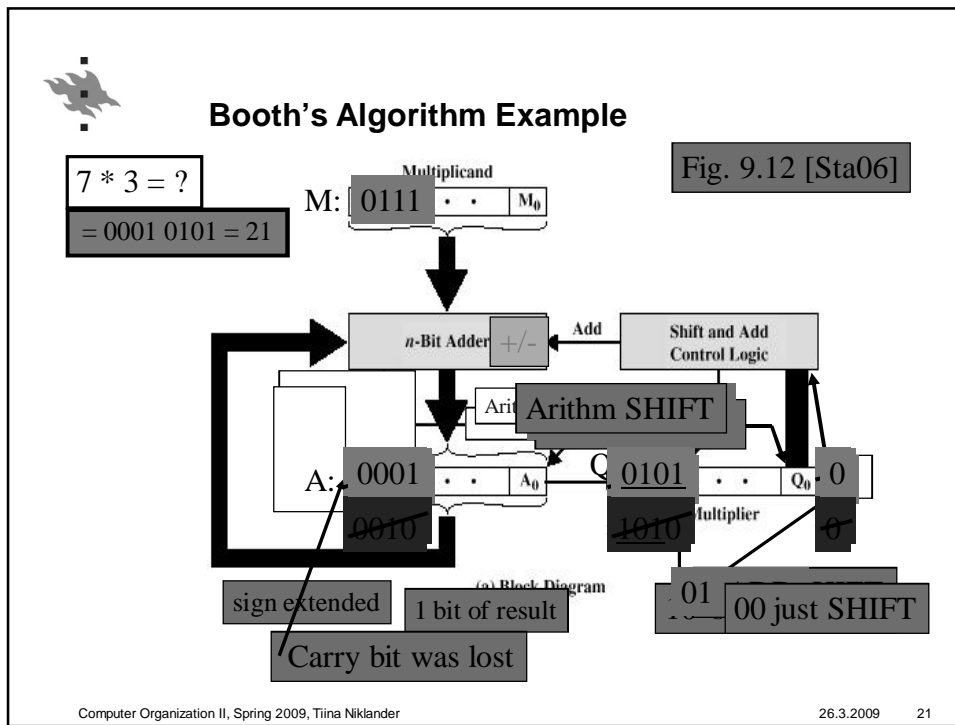 Booth's Algorithm Example
7 * 3 = ?
= 0001 0101 = 21
Fig. 9.12 [Sta06]
Multiplicand
M: 0111 · · M0
n-Bit Adder +/-
Add
Shift and Add
Control Logic
Arit
Arithm SHIFT
A: 0001 · · A0
Q 0101 · · Q0 0
0010
1010
Multiplier
0
(a) Block Diagram
sign extended
1 bit of result
01
00 just SHIFT
Carry bit was lost
Computer Organization II, Spring 2009, Tiina Niklander
26.3.2009
21